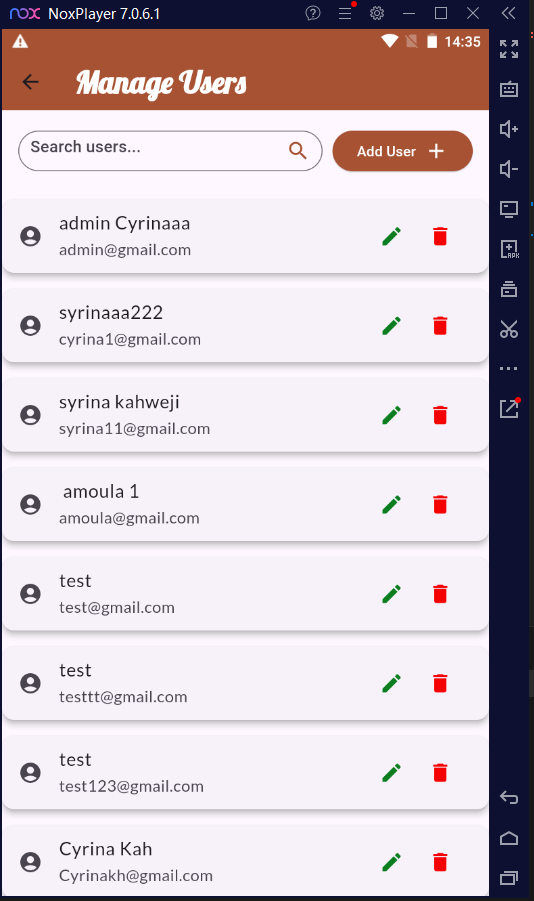 nox NoxPlayer 7.0.6.1
14:35
Manage Users
Search users...
Add User +
admin Cyrinaaa
admin@gmail.com
syrinaaa222
cyrina1@gmail.com
syrina kahweji
syrina11@gmail.com
amoula 1
amoula@gmail.com
test
test@gmail.com
test
testtt@gmail.com
test
test123@gmail.com
Cyrina Kah
Cyrinakh@gmail.com
APK